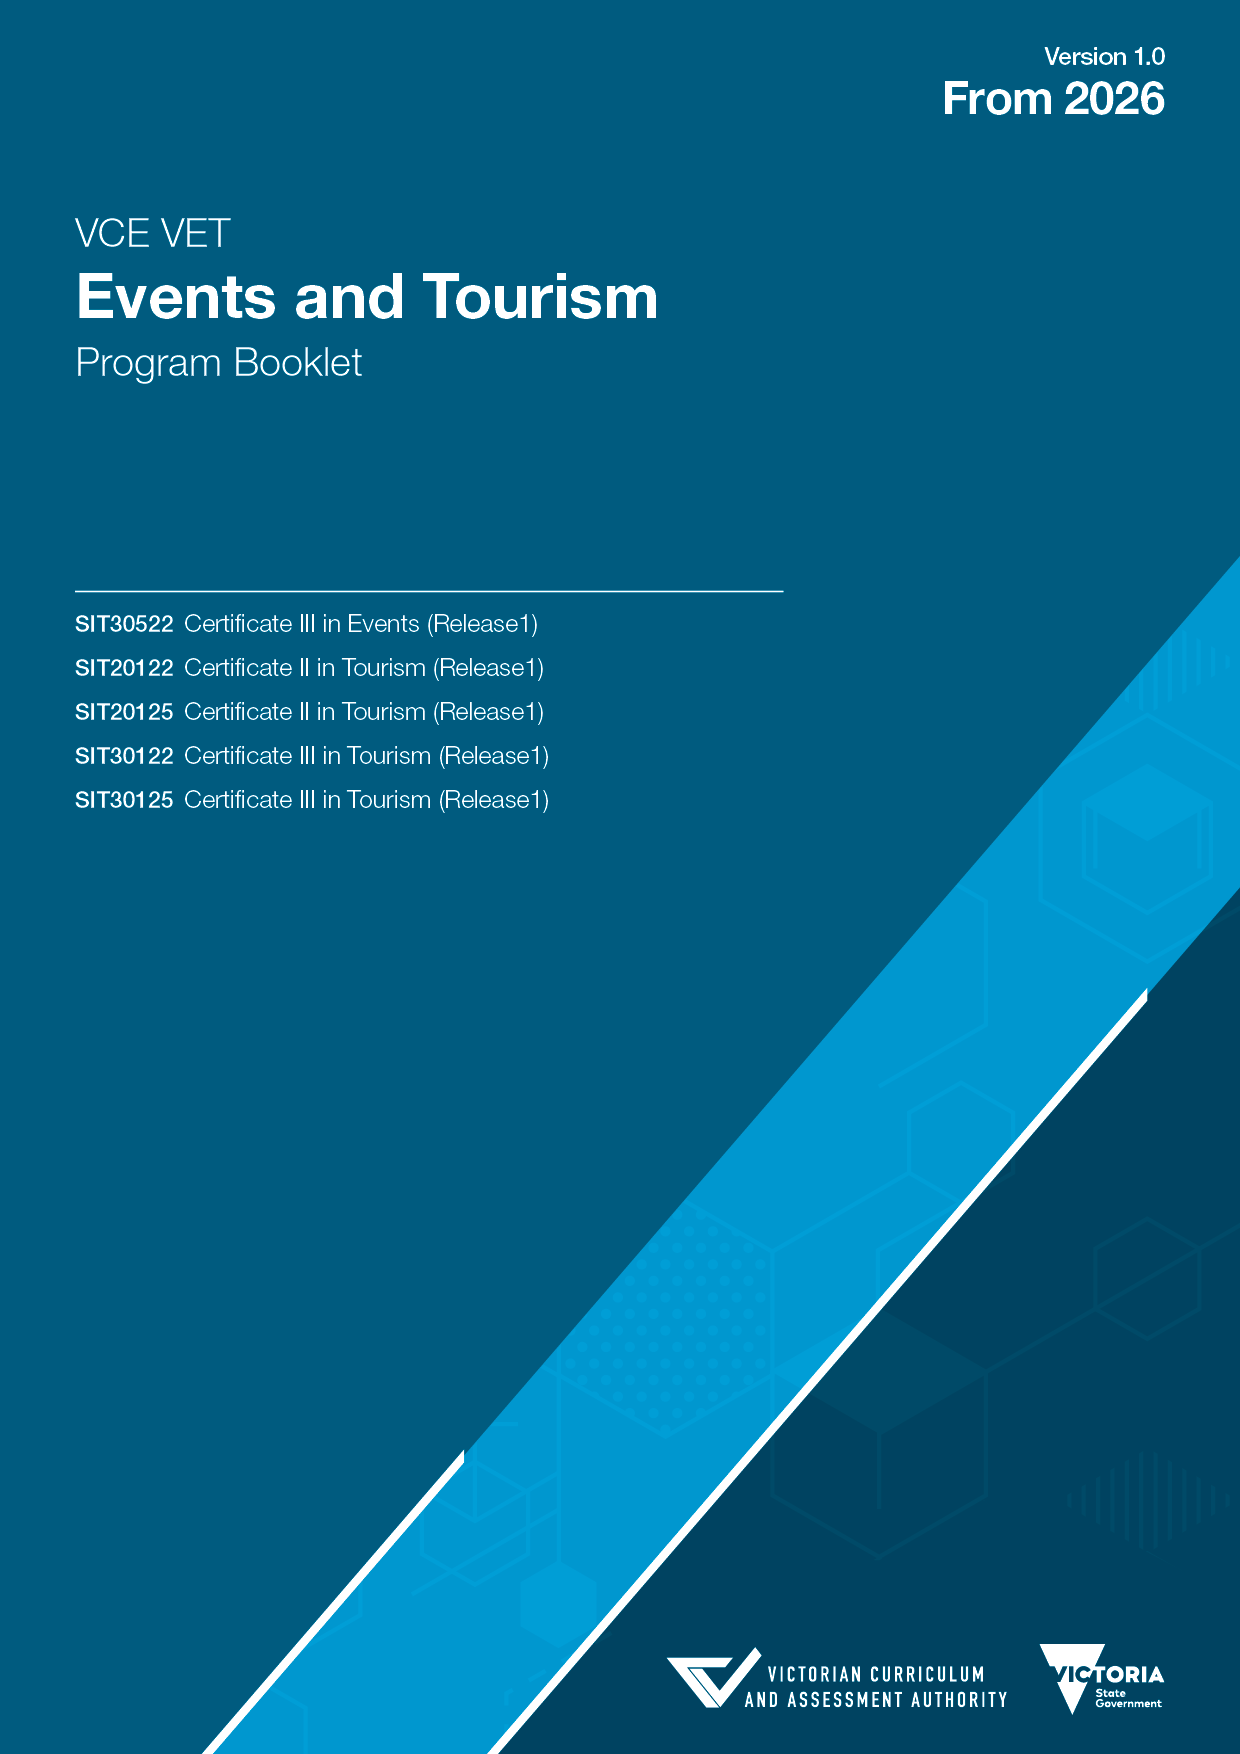 Version 1.0
From 2026
VCE VET
Events and Tourism
Program Booklet
SIT30522 Certificate III in Events (Release1)
SIT20122 Certificate II in Tourism (Release1)
SIT20125 Certificate II in Tourism (Release1)
SIT30122 Certificate III in Tourism (Release1)
SIT30125 Certificate III in Tourism (Release1)
VICTORIAN CURRICULUM
AND ASSESSMENT AUTHORITY
VICTORIA
State
Government